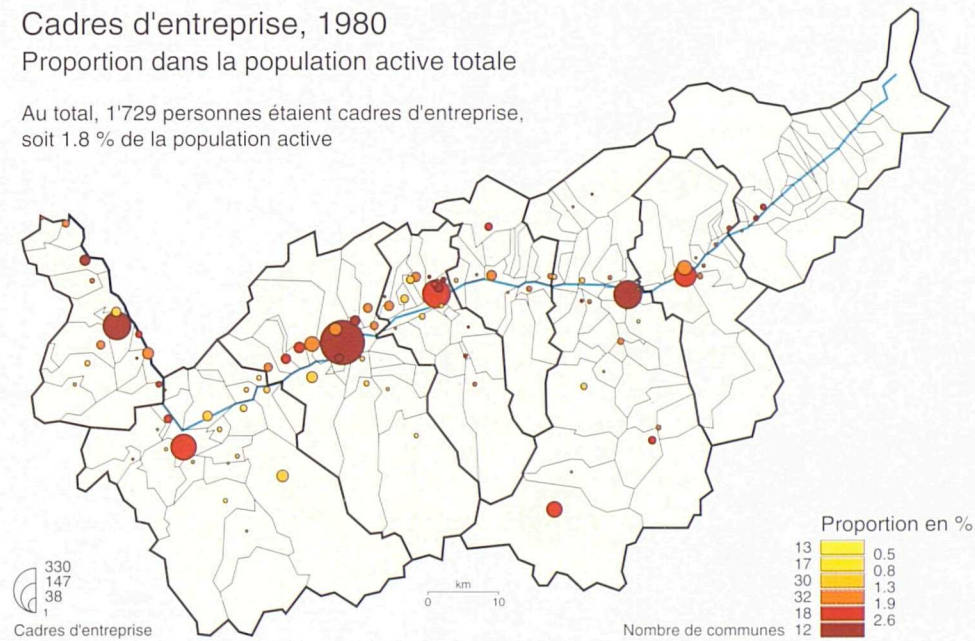 Cadres d'entreprise, 1980
Proportion dans la population active totale
Au total, 1'729 personnes étaient cadres d'entreprise,
soit 1.8 % de la population active
330
147
38
1
Cadres d'entreprise
km
0 10
Proportion en %
13
0.5
17
0.8
30
1.3
32
1.9
18
2.6
Nombre de communes 12